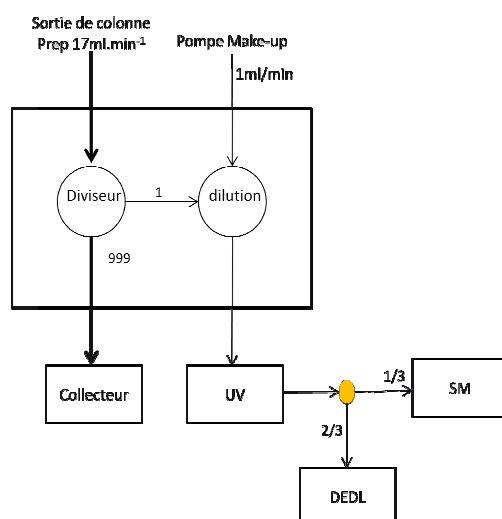 Sortie de colonne
Prep 17ml.min⁻¹
Pompe Make-up
1ml/min
Diviseur
1
dilution
999
Collecteur
UV
1/3
SM
2/3
DEDL